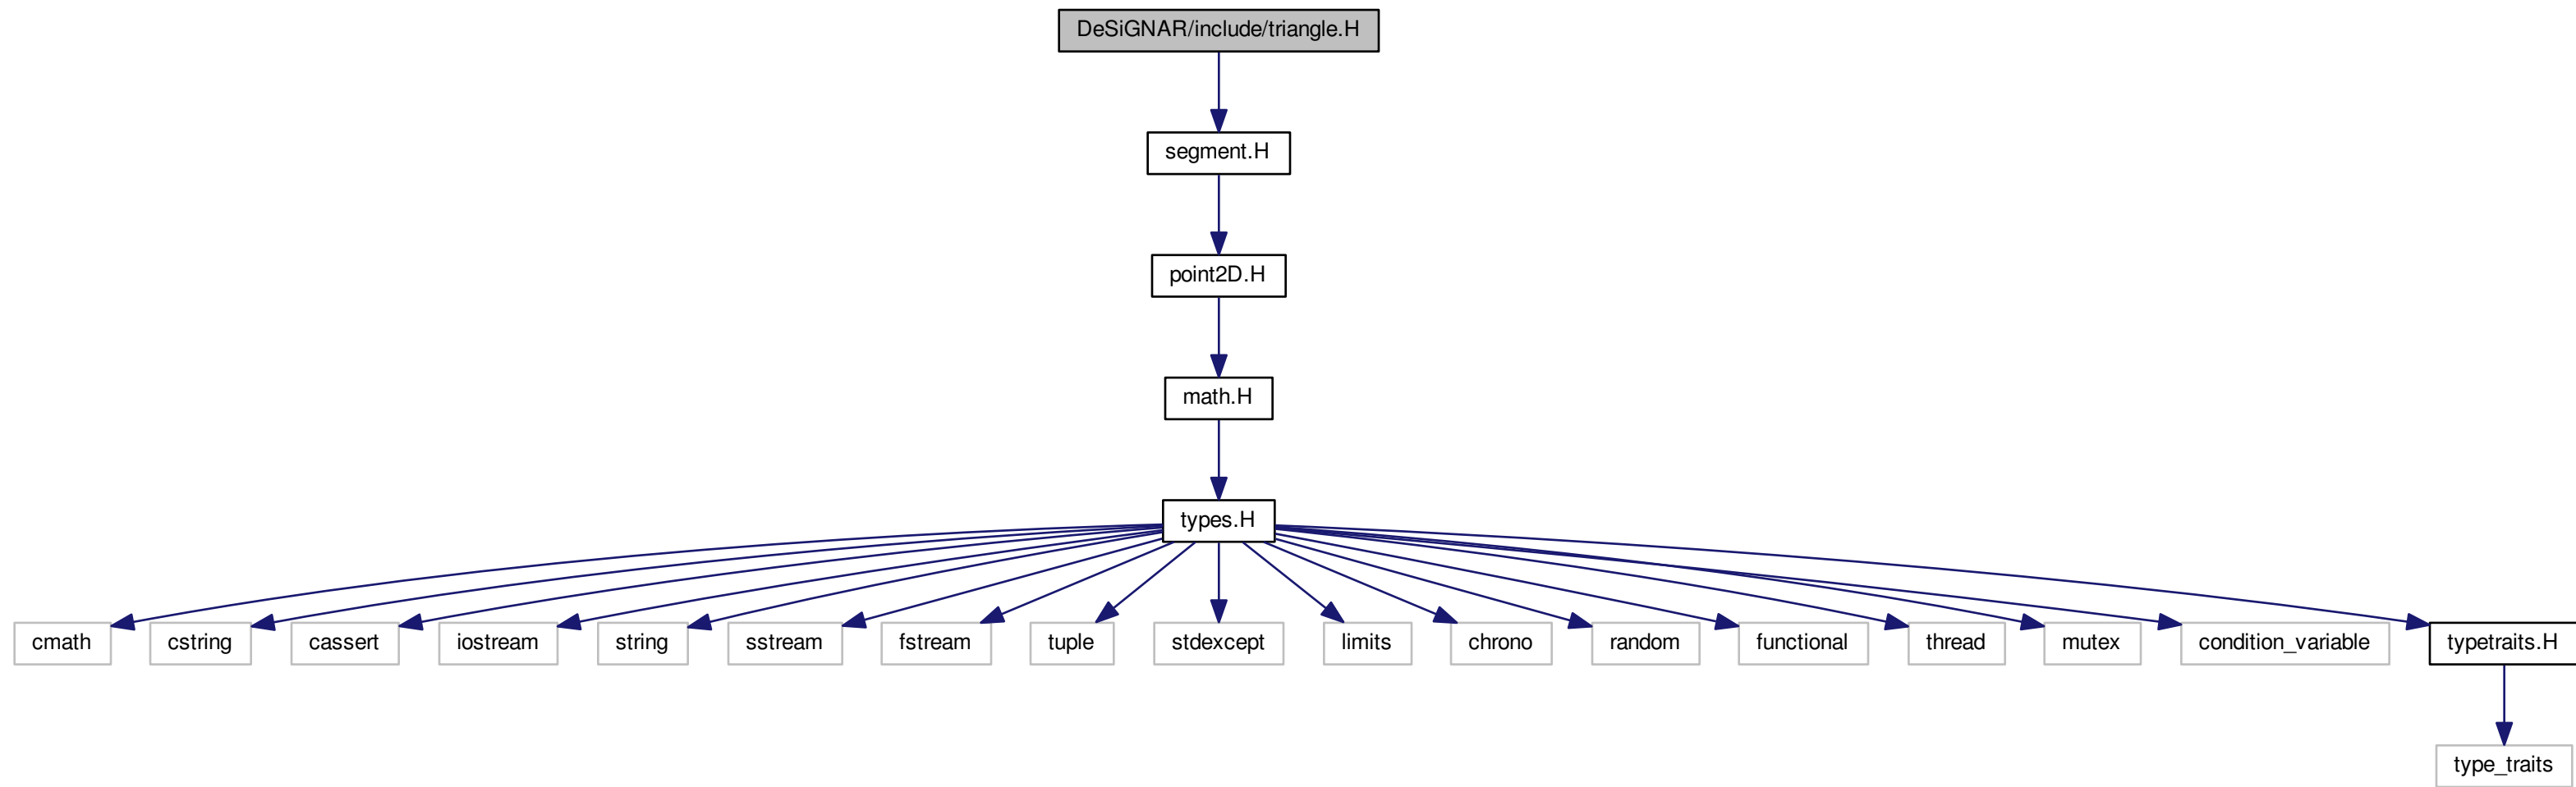 DeSiGNAR/include/triangle.H
segment.H
point2D.H
math.H
types.H
cmath
cstring
cassert
iostream
string
sstream
fstream
tuple
stdexcept
limits
chrono
random
functional
thread
mutex
condition_variable
typetraits.H
type_traits